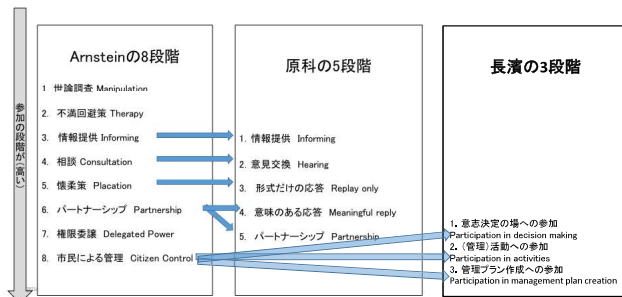 参加の段階が(高い)
Arnsteinの8段階
1 世論調査 Manipulation
2. 不満回避策 Therapy
3. 情報提供 Informing
4. 相談 Consultation
5. 懐柔策 Placation
6. パートナーシップ Partnership
7. 権限委譲 Delegated Power
8. 市民による管理 Citizen Control
原科の5段階
1. 情報提供 Informing
2. 意見交換 Hearing
3. 形式だけの応答 Replay only
4. 意味のある応答 Meaningful reply
5. パートナーシップ Partnership
長濱の3段階
1. 意志決定の場への参加
Participation in decision making
2. (管理)活動への参加
Participation in activities
3. 管理プラン作成への参加
Participation in management plan creation